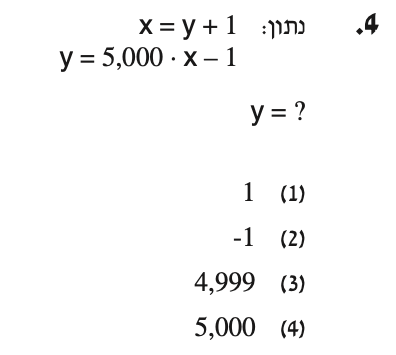 4. נתון: x = y + 1
y = 5,000 · x – 1
y = ?
(1) 1
(2) -1
(3) 4,999
(4) 5,000